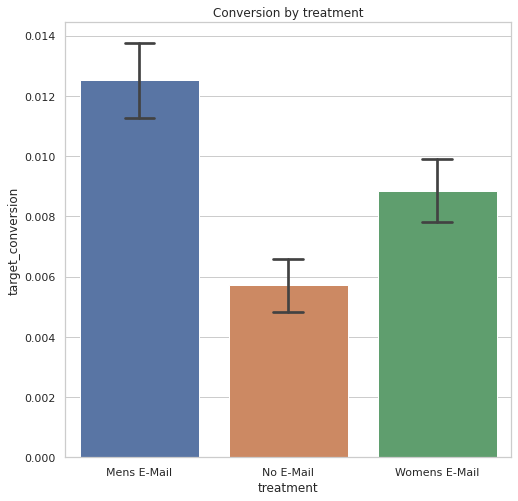 Conversion by treatment
0.014
0.012
0.010
0.008
0.006
0.004
0.002
0.000
target_conversion
Mens E-Mail
No E-Mail
Womens E-Mail
treatment